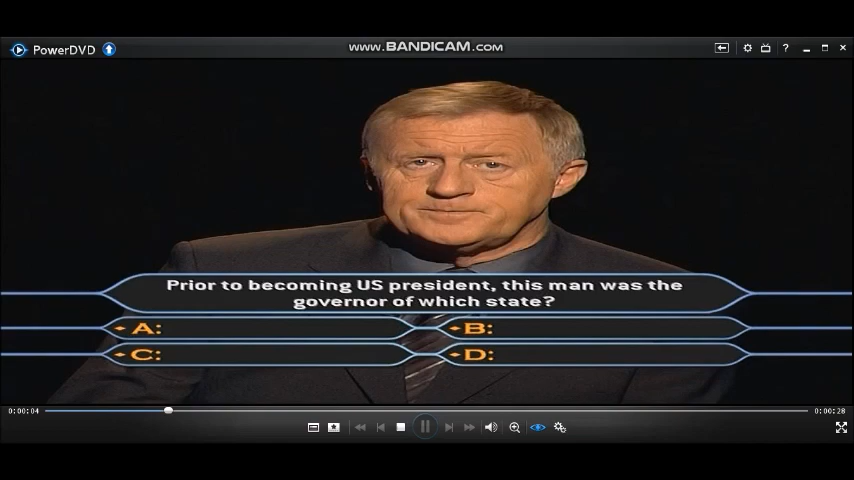 PowerDVD
www.BANDICAM.com
?
Prior to becoming US president, this man was the
governor of which state?
A:
B:
C:
D:
0:00:04
0:00:28